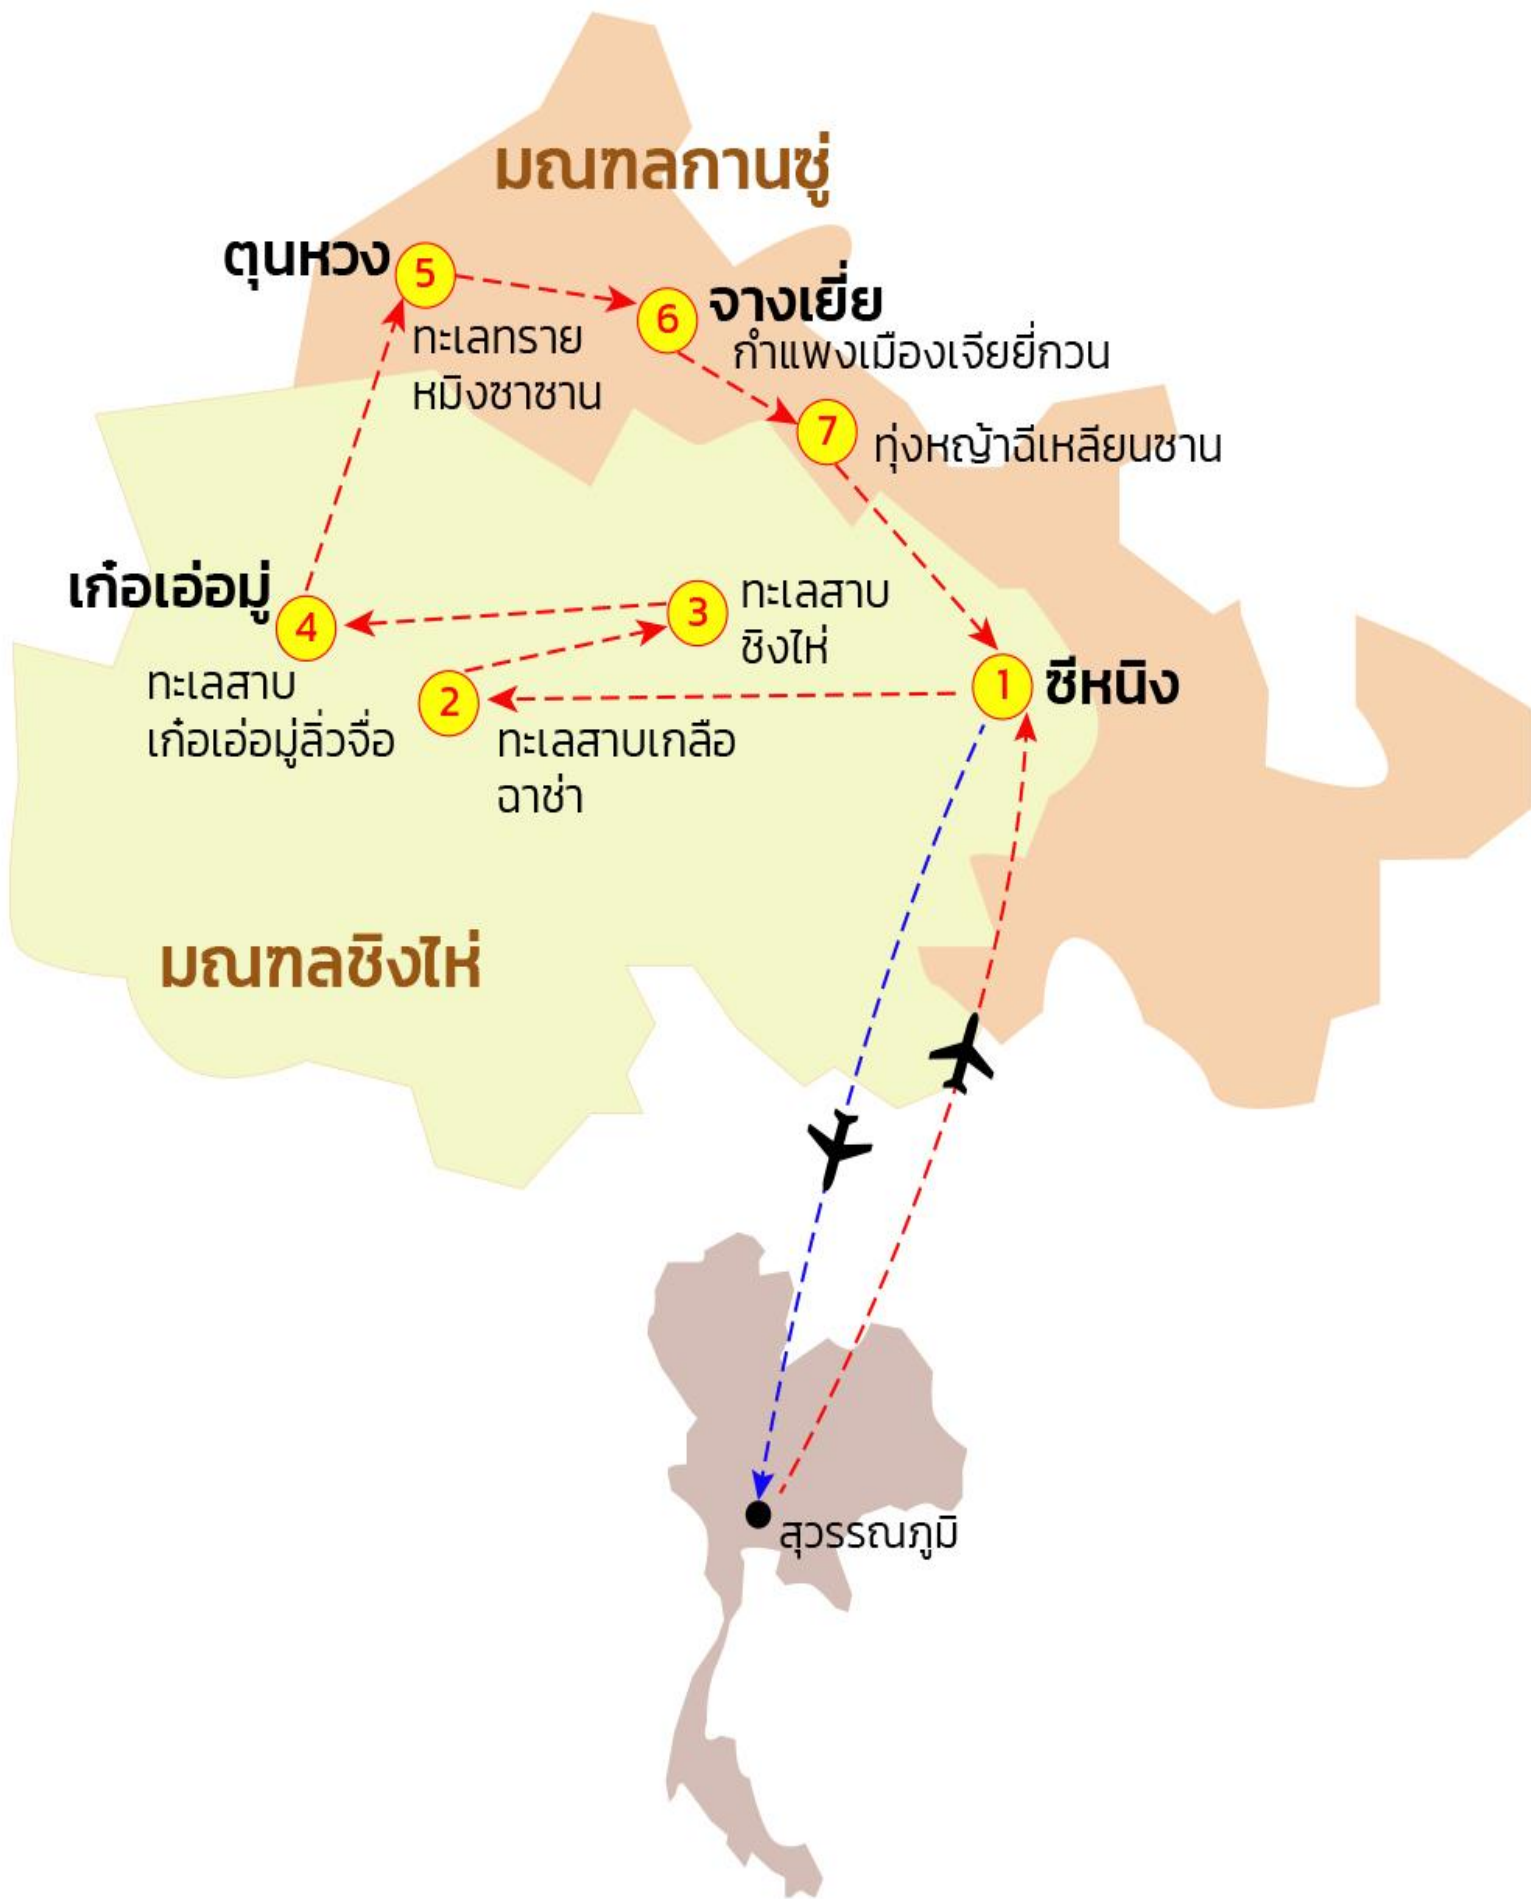 มณฑลกานซู่
ตุนหวง
5
ทะเลทราย
หมิงซาซาน
6
จางเยี่ย
กำแพงเมืองเจียยี่กวน
7
ทุ่งหญ้าฉีเหลียนซาน
เก๋อเอ่อมู่
4
ทะเลสาบ
เก๋อเอ่อมู่ลิ่วจื่อ
3
ทะเลสาบ
ชิงไห่
2
ทะเลสาบเกลือ
ฉาช่า
1
ซีหนิง
มณฑลชิงไห่
สุวรรณภูมิ